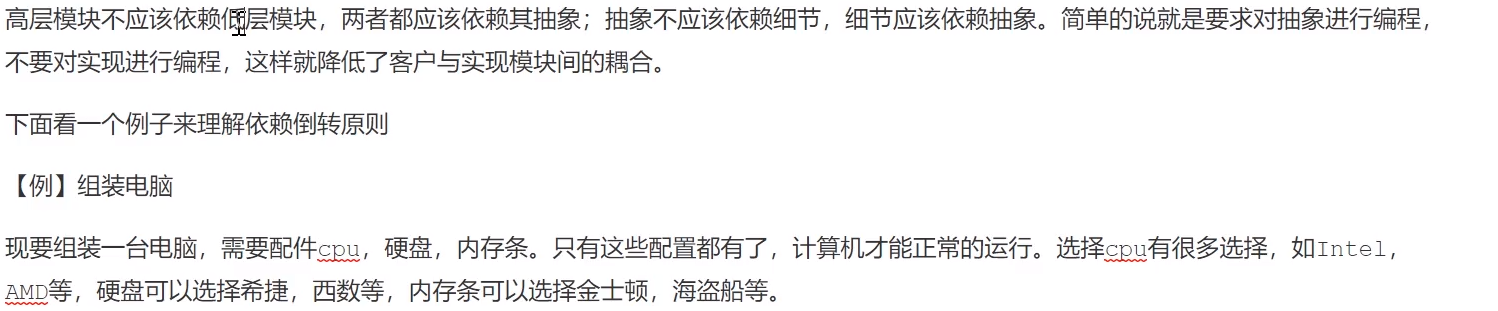 高层模块不应该依赖低层模块，两者都应该依赖其抽象；抽象不应该依赖细节，细节应该依赖抽象。简单的说就是要求对抽象进行编程，
不要对实现进行编程，这样就降低了客户与实现模块间的耦合。
下面看一个例子来理解依赖倒转原则
【例】组装电脑
现要组装一台电脑，需要配件cpu，硬盘，内存条。只有这些配置都有了，计算机才能正常的运行。选择cpu有很多选择，如Intel，
AMD等，硬盘可以选择希捷，西数等，内存条可以选择金士顿，海盗船等。